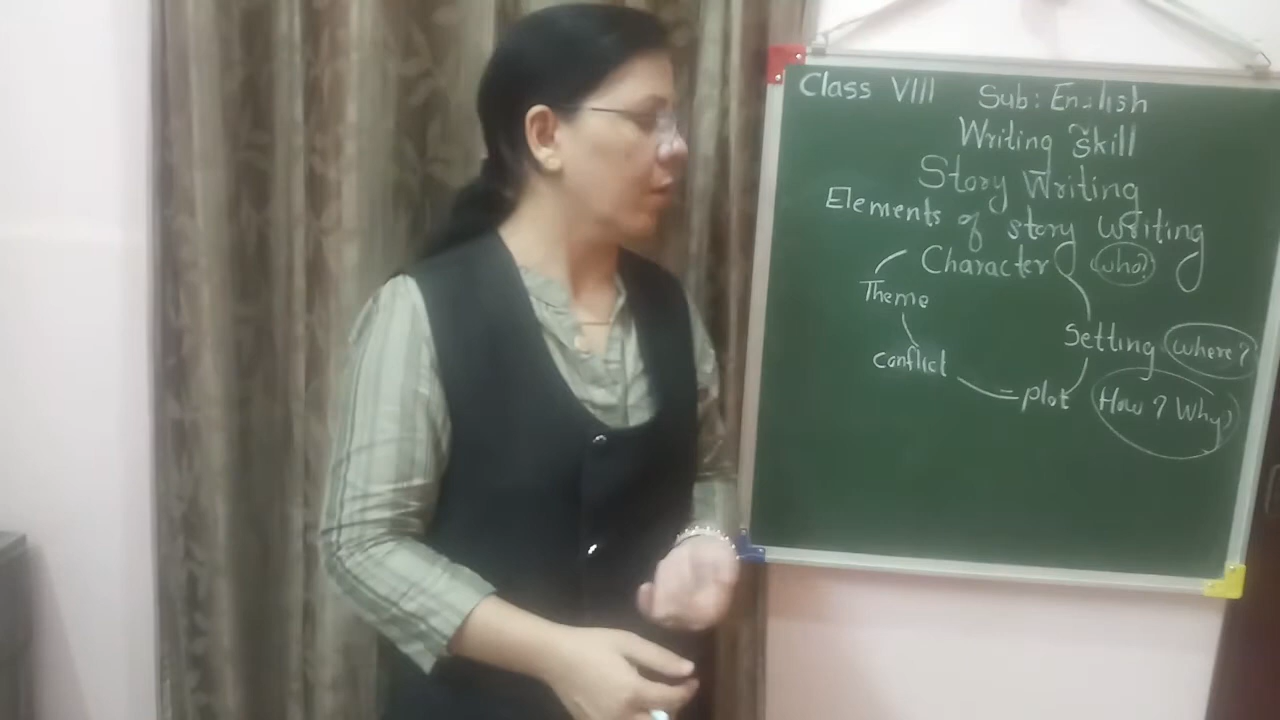 Class VIII Sub: English
Writing Skill
Story Writing
Elements of story writing
Character who?
Theme
Setting where?
Conflict
plot How? Why?